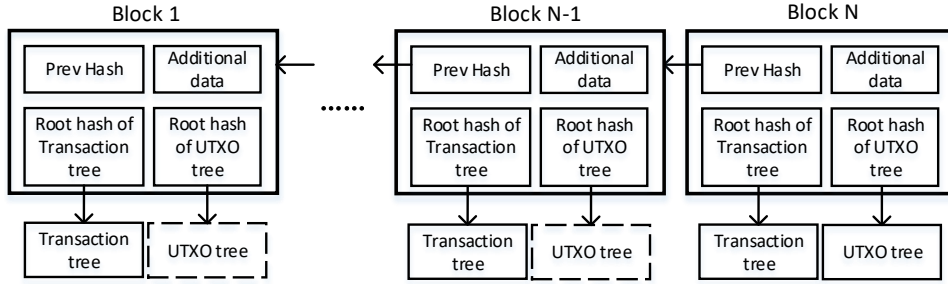 Block 1
Block N-1
Block N
Prev Hash
Additional
data
Prev Hash
Additional
data
Prev Hash
Additional
data
......
Root hash of
Transaction
tree
Root hash
of UTXO
tree
Root hash of
Transaction
tree
Root hash
of UTXO
tree
Root hash of
Transaction
tree
Root hash
of UTXO
tree
Transaction
tree
UTXO tree
Transaction
tree
UTXO tree
Transaction
tree
UTXO tree